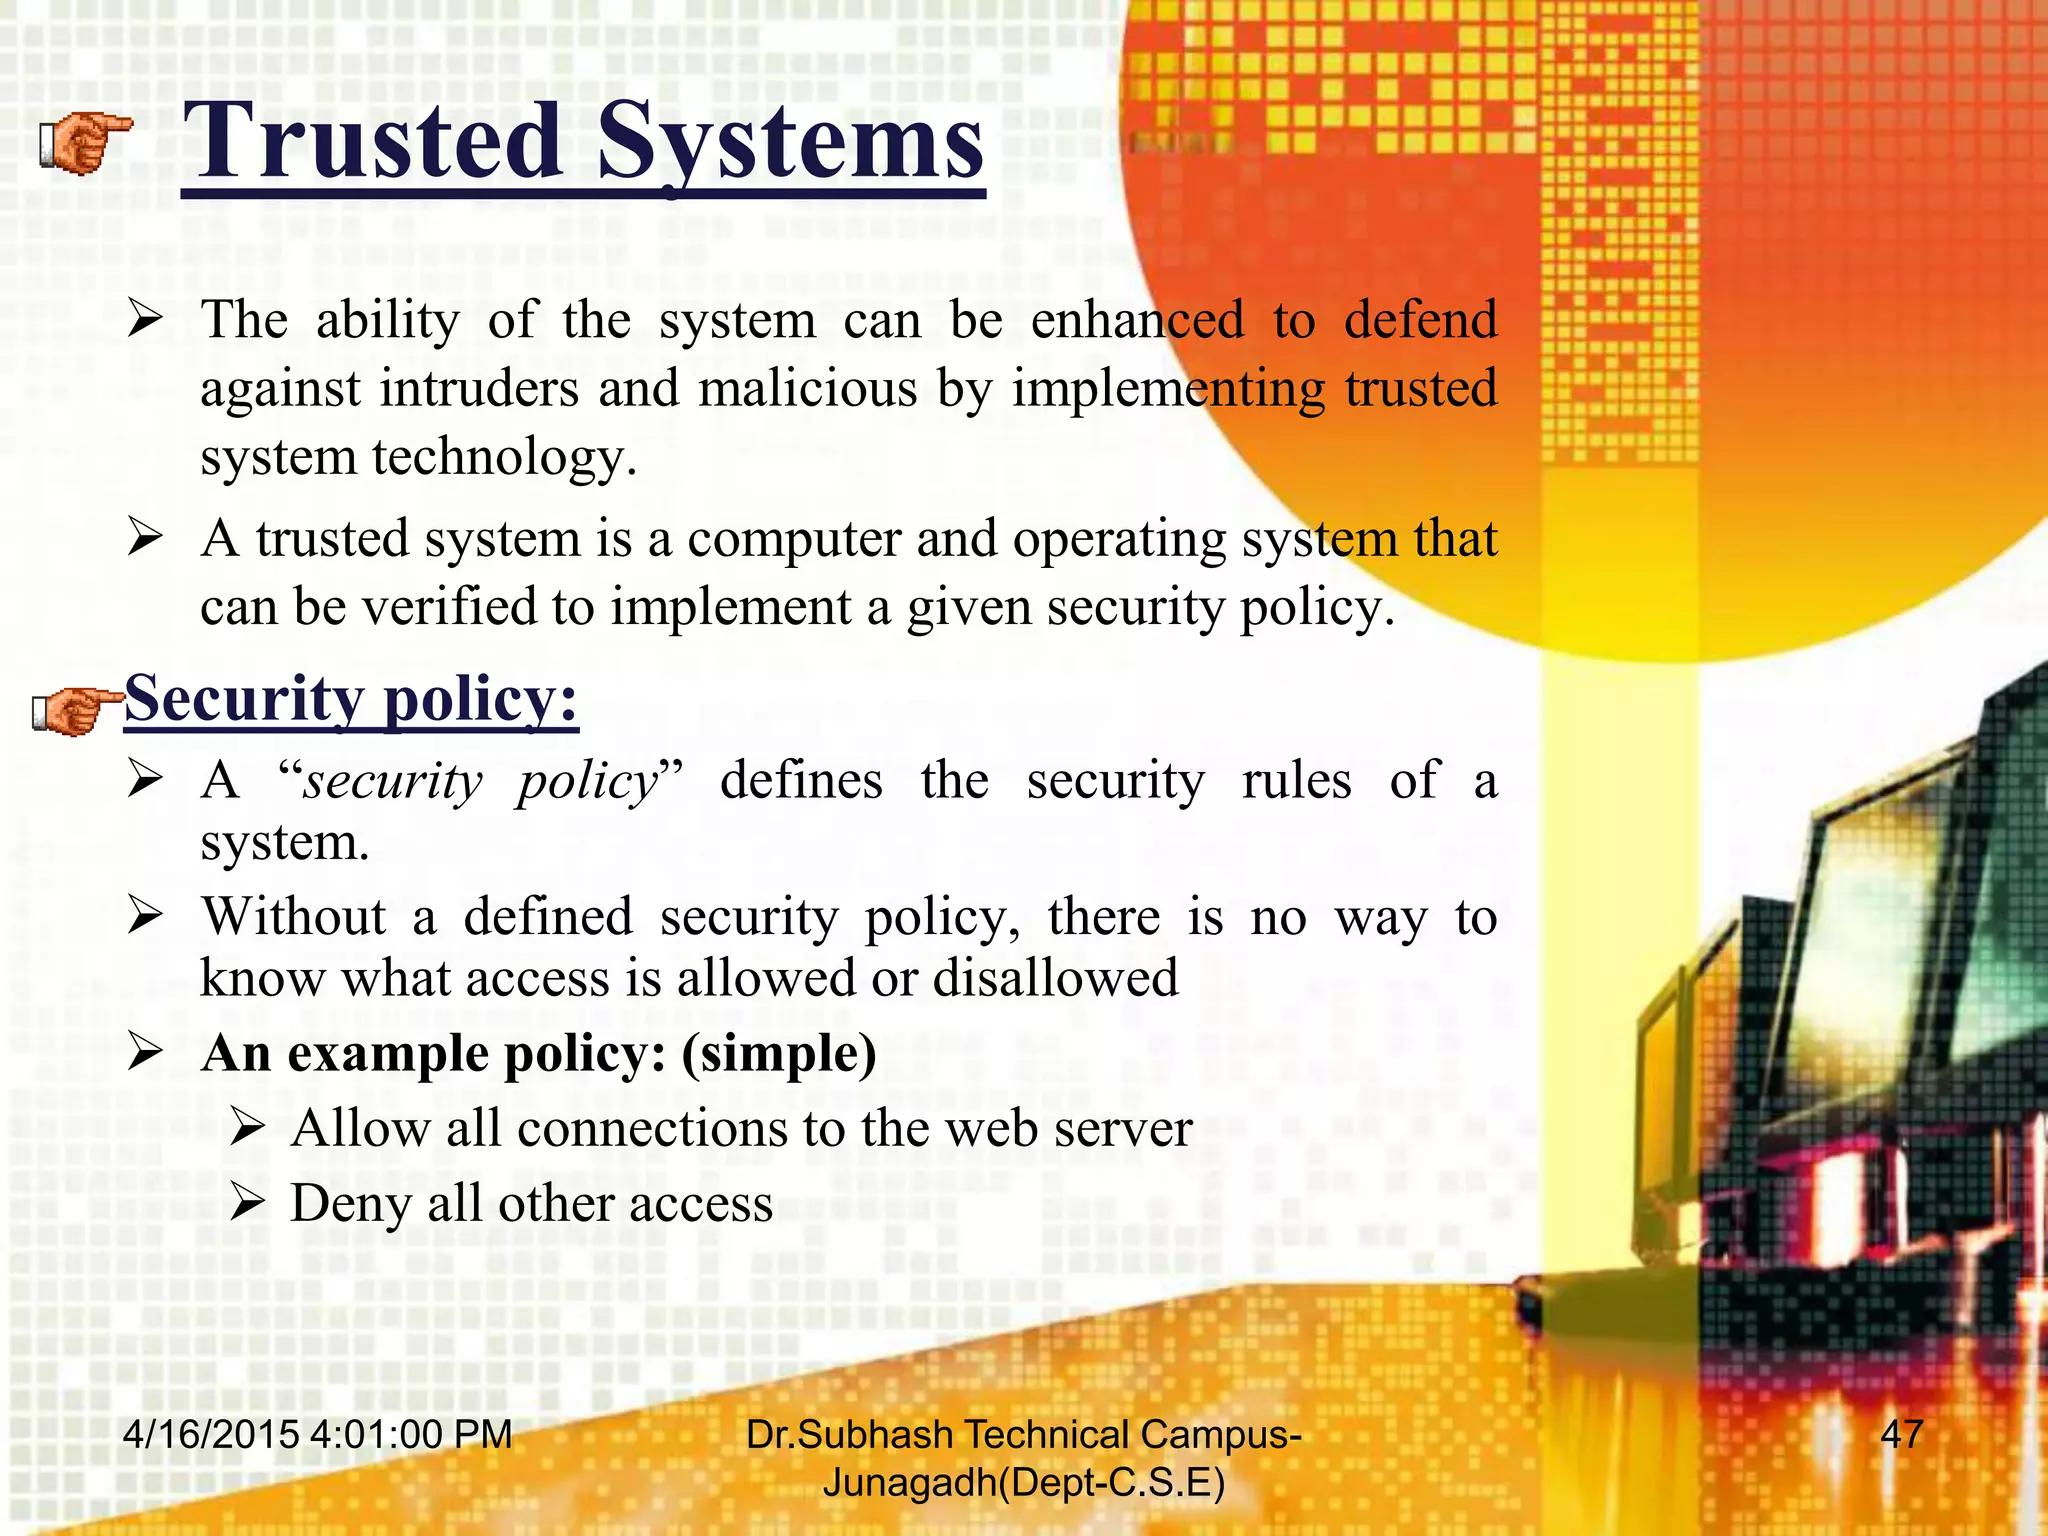 Trusted Systems
➢ The ability of the system can be enhanced to defend
against intruders and malicious by implementing trusted
system technology.
➢ A trusted system is a computer and operating system that
can be verified to implement a given security policy.
Security policy:
➢ A “security policy” defines the security rules of a
system.
➢ Without a defined security policy, there is no way to
know what access is allowed or disallowed
➢ An example policy: (simple)
➢ Allow all connections to the web server
➢ Deny all other access
4/16/2015 4:01:00 PM
Dr.Subhash Technical Campus-
Junagadh(Dept-C.S.E)
47